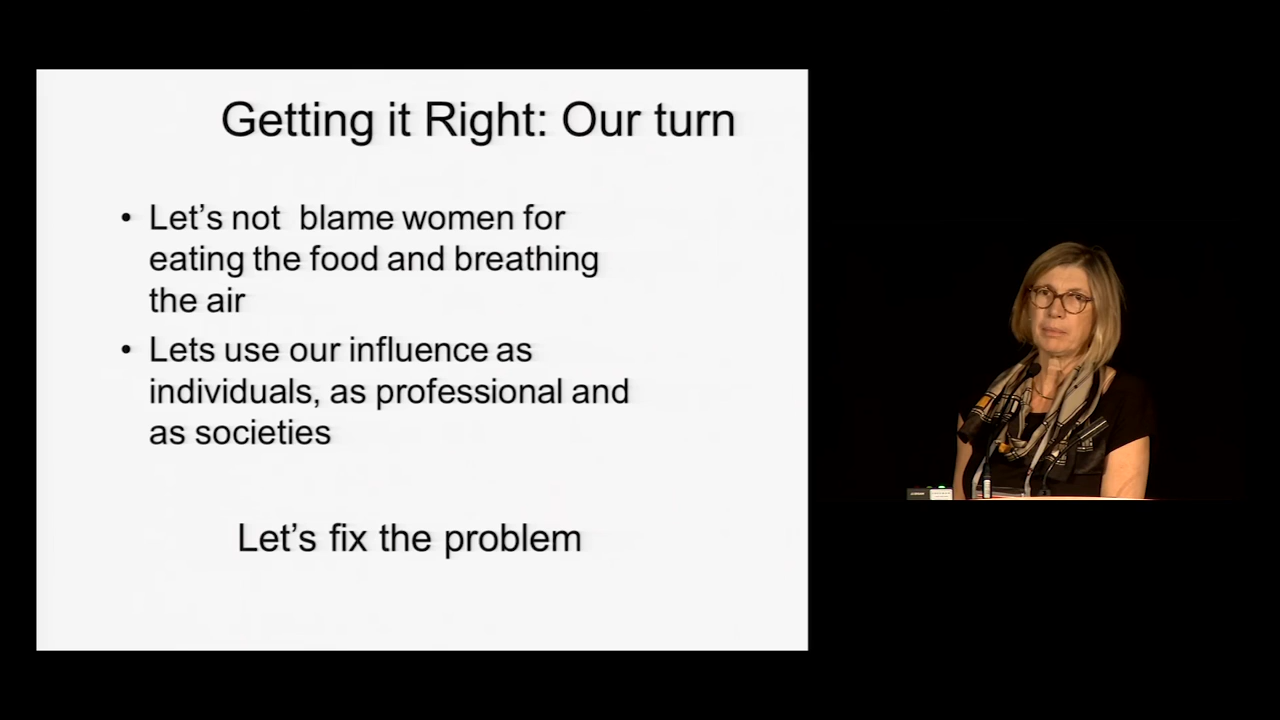 Getting it Right: Our turn
• Let's not  blame women for
eating the food and breathing
the air
• Lets use our influence as
individuals, as professional and
as societies
Let's fix the problem